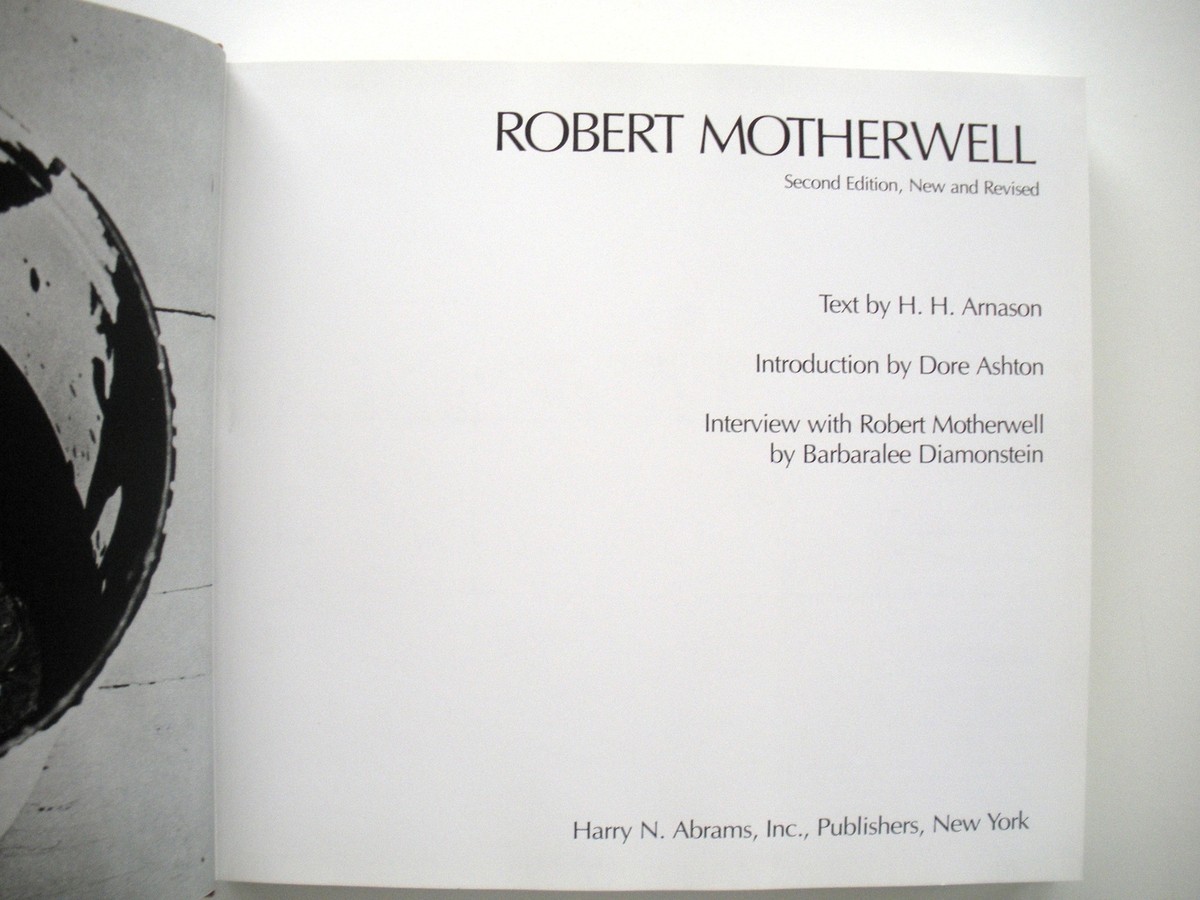 ROBERT MOTHERWELL
Second Edition, New and Revised
Text by H. H. Arnason
Introduction by Dore Ashton
Interview with Robert Motherwell
by Barbaralee Diamonstein
Harry N. Abrams, Inc., Publishers, New York